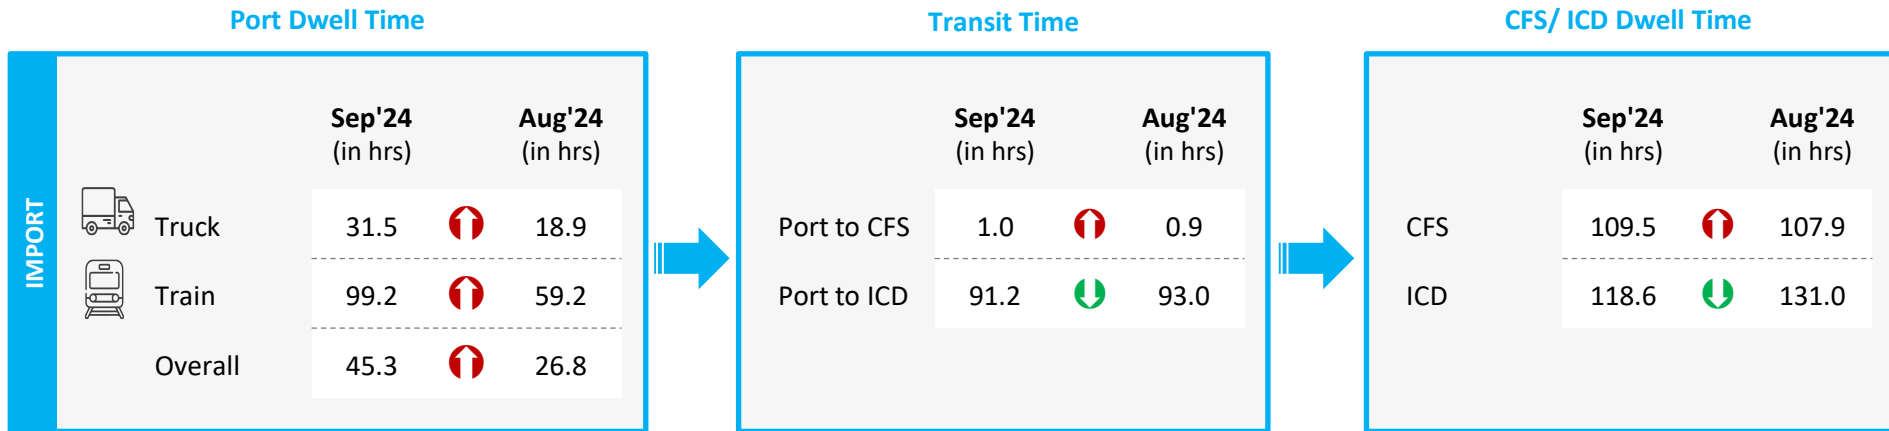 Port Dwell Time
Transit Time
CFS/ ICD Dwell Time
IMPORT
Sep'24 Aug'24
(in hrs) (in hrs)
Truck 31.5 18.9
Train 99.2 59.2
Overall 45.3 26.8
Sep'24 Aug'24
(in hrs) (in hrs)
Port to CFS 1.0 0.9
Port to ICD 91.2 93.0
Sep'24 Aug'24
(in hrs) (in hrs)
CFS 109.5 107.9
ICD 118.6 131.0